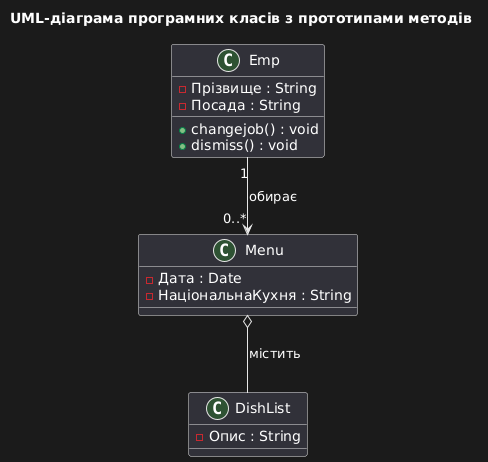 UML-діаграма програмних класів з прототипами методів
C Emp
Прізвище : String
Посада : String
changejob() : void
dismiss() : void
1
обирає
0..*
C Menu
Дата : Date
НаціональнаКухня : String
містить
C DishList
Опис : String